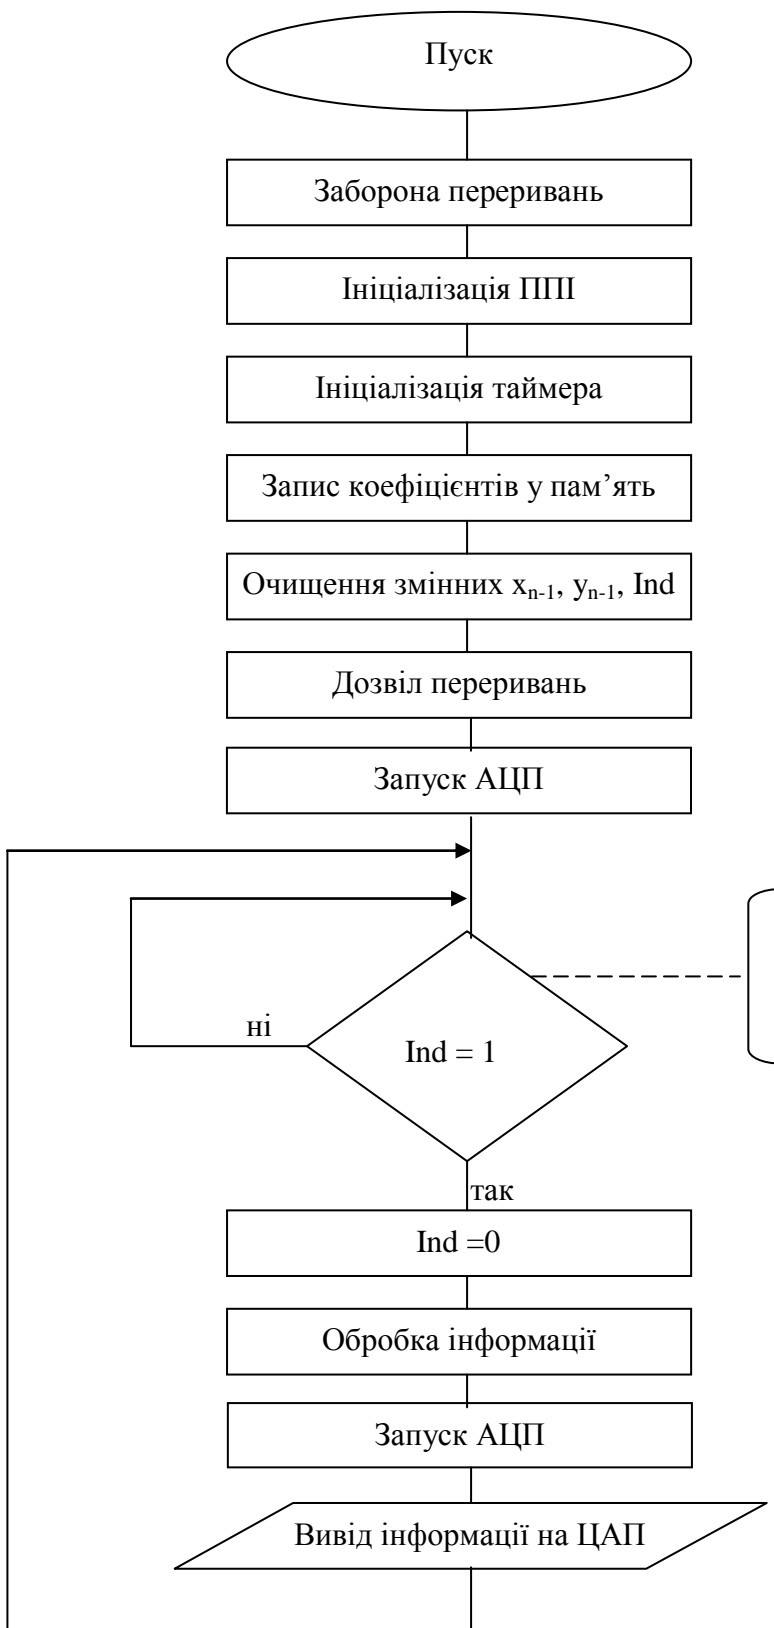 Пуск
Заборона переривань
Ініціалізація ППІ
Ініціалізація таймера
Запис коефіцієнтів у пам’ять
Очищення змінних xn-1, yn-1, Ind
Дозвіл переривань
Запуск АЦП
ні
Ind = 1
так
Ind =0
Обробка інформації
Запуск АЦП
Вивід інформації на ЦАП